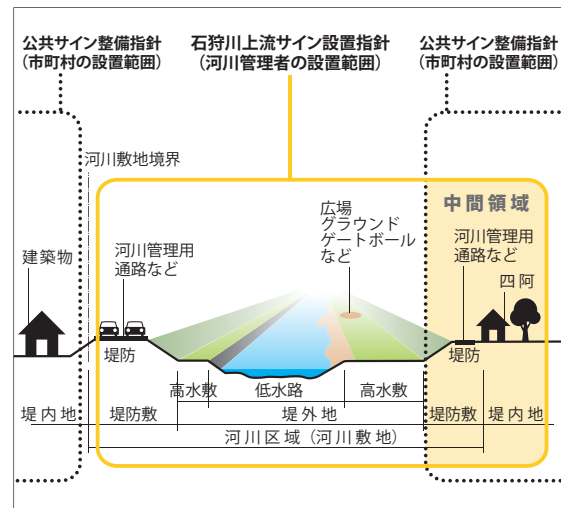 公共サイン整備指針
(市町村の設置範囲)
石狩川上流サイン設置指針
(河川管理者の設置範囲)
公共サイン整備指針
(市町村の設置範囲)
河川敷地境界
中間領域
広場
グラウンド
ゲートボール
など
建築物
河川管理用
通路など
河川管理用
通路など
四阿
堤防
堤防
高水敷
低水路
高水敷
堤内地
堤防敷
堤外地
堤防敷
堤内地
河川区域(河川敷地)